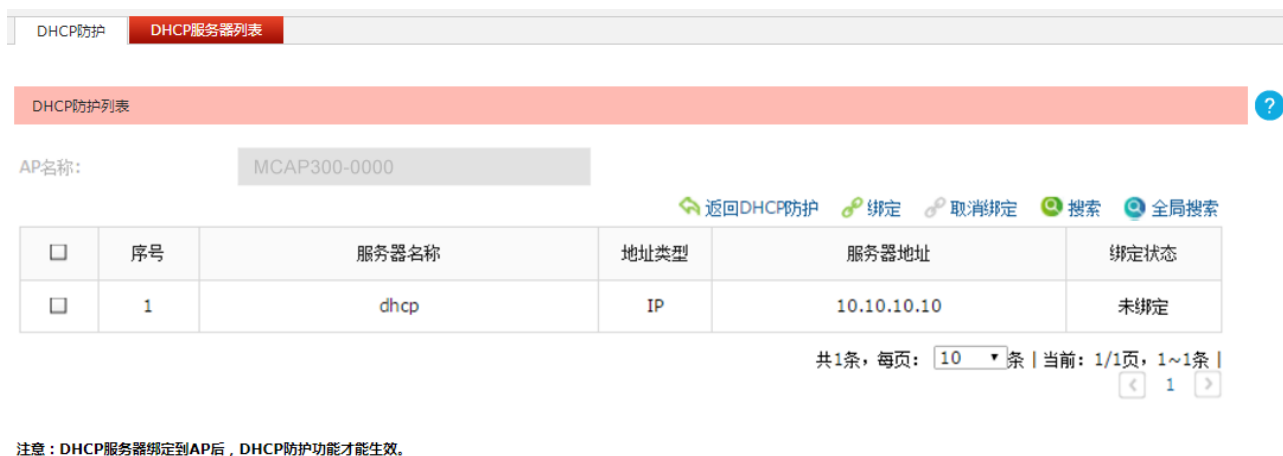 DHCP防护 DHCP服务器列表
DHCP防护列表 ?
AP名称: MCAP300-0000
返回DHCP防护 绑定 取消绑定 搜索 全局搜索
序号 服务器名称 地址类型 服务器地址 绑定状态
1 dhcp IP 10.10.10.10 未绑定
共1条，每页： 10 条 | 当前：1/1页，1~1条 |
< 1 >
注意：DHCP服务器绑定到AP后，DHCP防护功能才能生效。